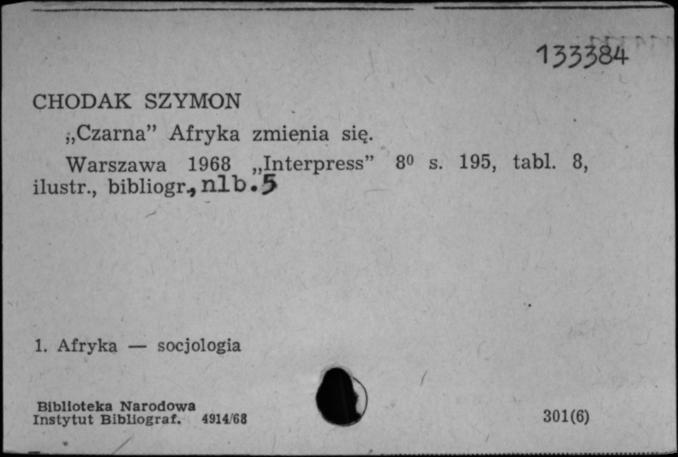 133384
CHODAK SZYMON
„Czarna” Afryka zmienia się.
Warszawa 1968 „Interpress” 8⁰ s. 195, tabl. 8,
ilustr., bibliogr., nlb. 5
1. Afryka — socjologia
Biblioteka Narodowa
Instytut Bibliograf. 4914/68
301(6)